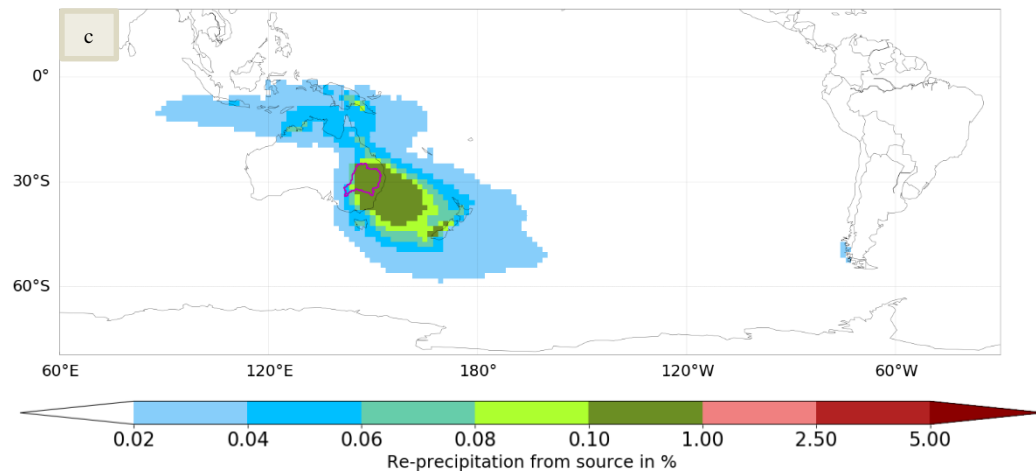 c
0°
30°S
60°S
60°E 120°E 180° 120°W 60°W
0.02 0.04 0.06 0.08 0.10 1.00 2.50 5.00
Re-precipitation from source in %